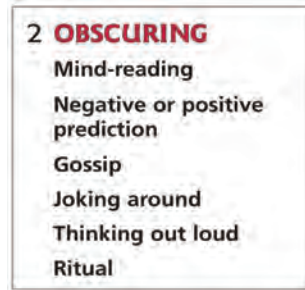 2 OBSCURING
Mind-reading
Negative or positive
prediction
Gossip
Joking around
Thinking out loud
Ritual